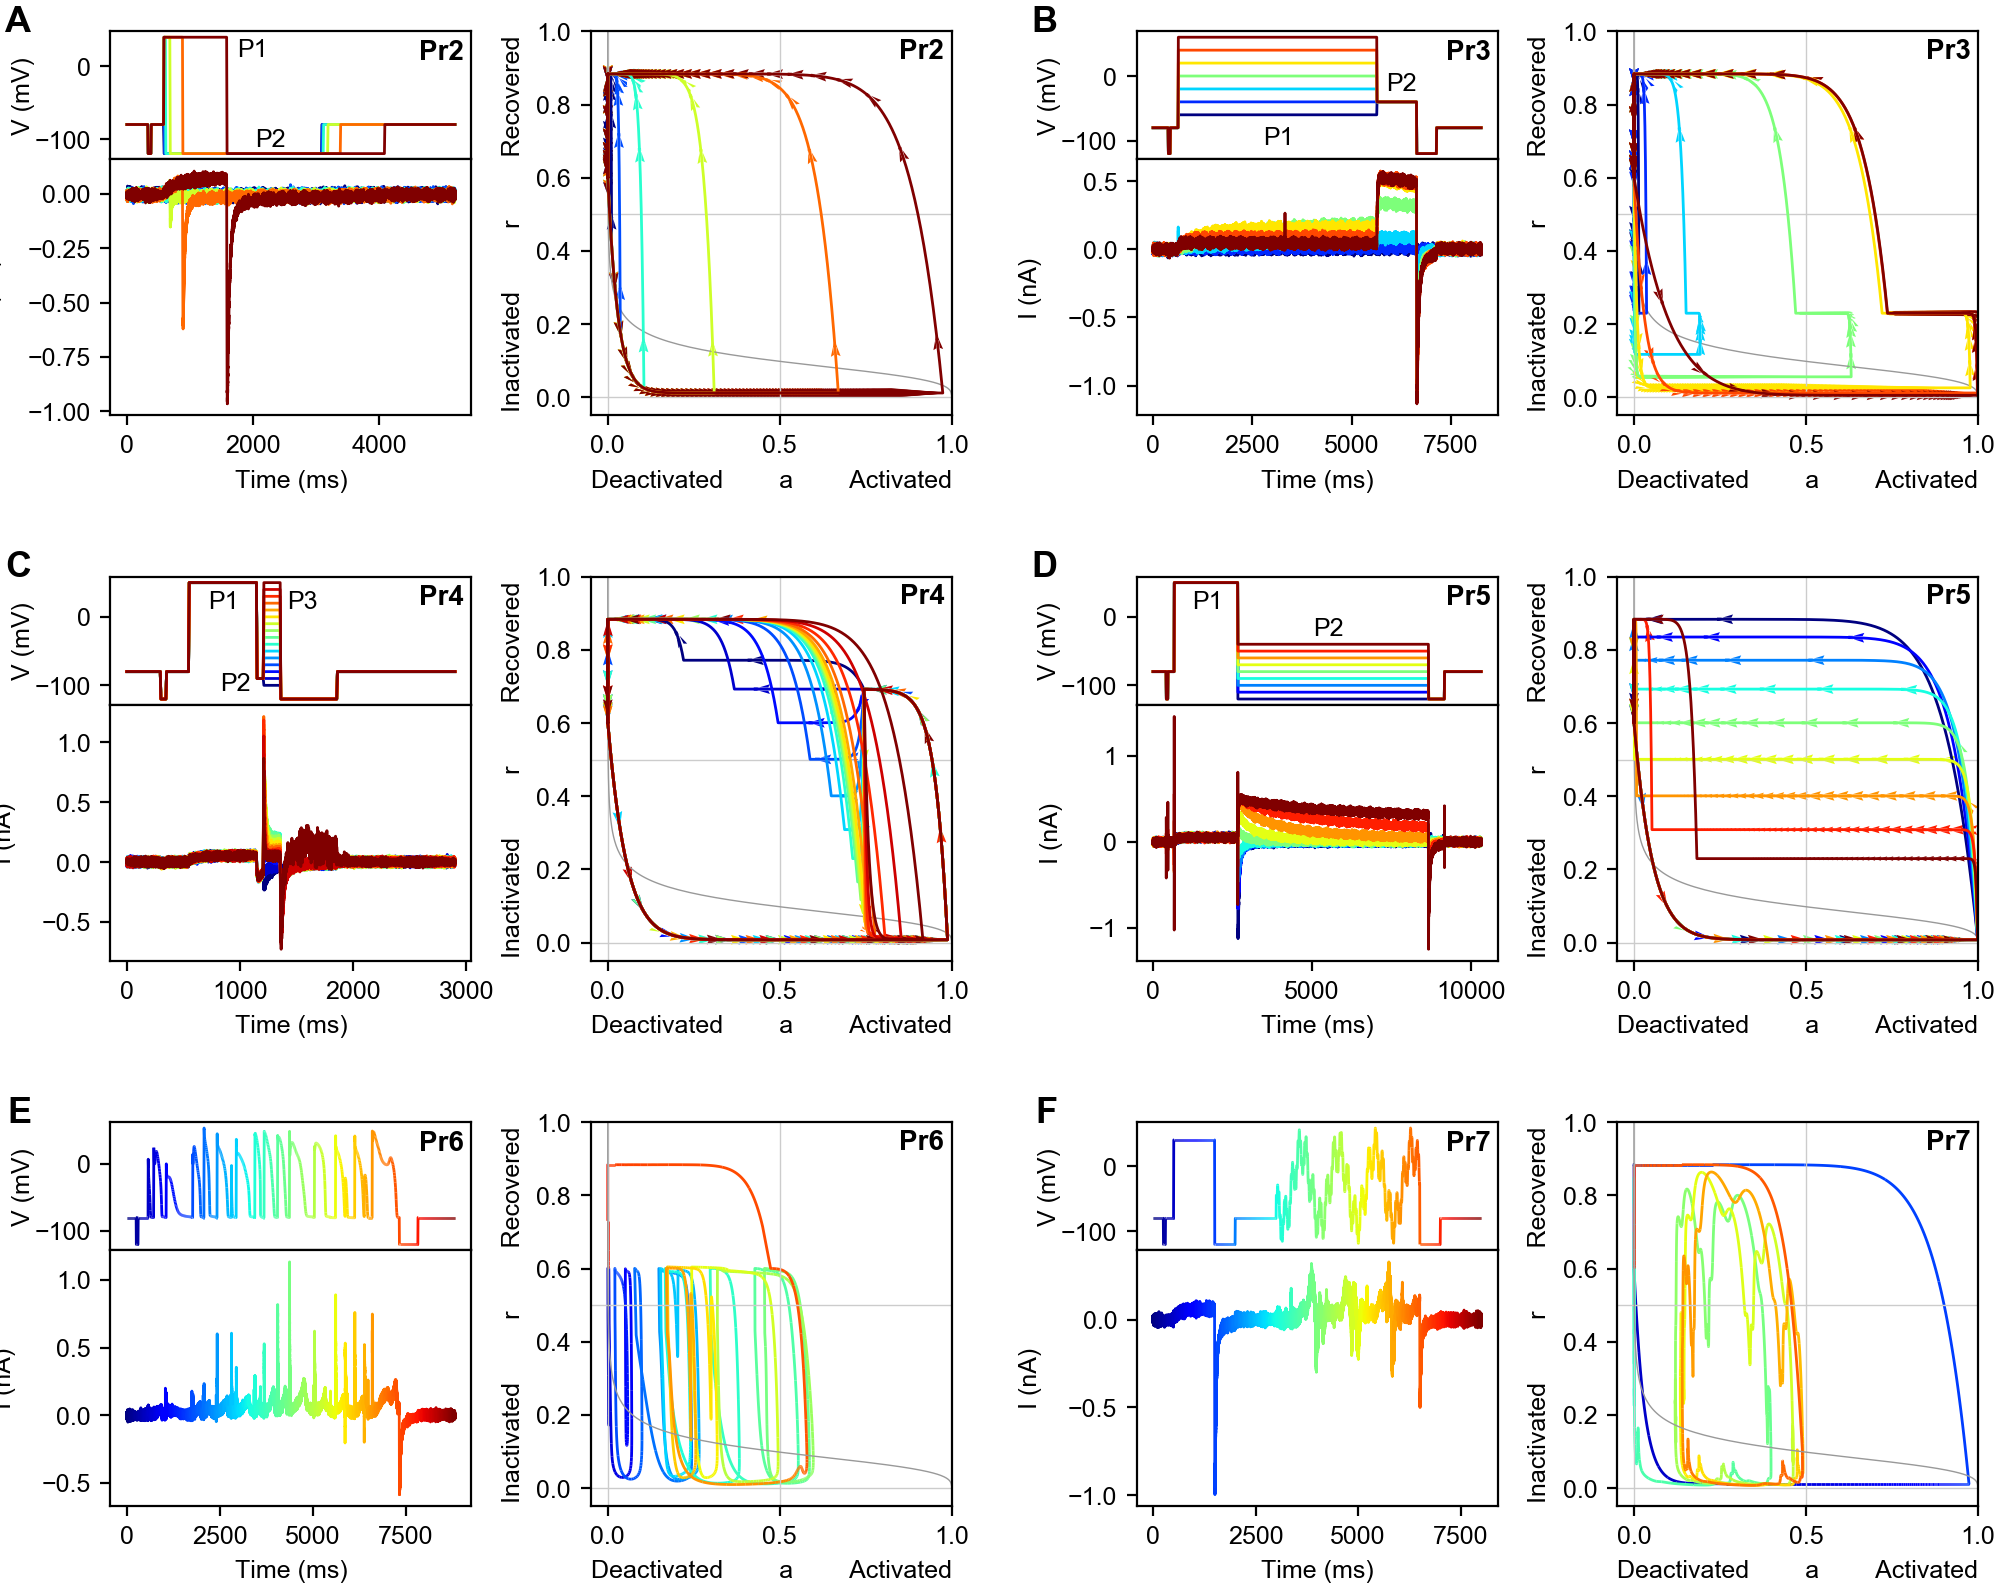 A
P1
Pr2
V (mV)
0
−100
P2
0.00
−0.25
−0.50
−0.75
−1.00
0
2000
4000
Time (ms)
Pr2
1.0
0.8
0.6
0.4
0.2
0.0
Inactivated r Recovered
0.0
0.5
1.0
Deactivated a Activated
B
Pr3
V (mV)
0
−100
P2
P1
I (nA)
0.5
0.0
−0.5
−1.0
0
2500
5000
7500
Time (ms)
Pr3
1.0
0.8
0.6
0.4
0.2
0.0
Inactivated r Recovered
0.0
0.5
1.0
Deactivated a Activated
C
P1
P3
Pr4
V (mV)
0
−100
P2
I (nA)
1.0
0.5
0.0
−0.5
0
1000
2000
3000
Time (ms)
Pr4
1.0
0.8
0.6
0.4
0.2
0.0
Inactivated r Recovered
0.0
0.5
1.0
Deactivated a Activated
D
P1
Pr5
V (mV)
0
−100
P2
I (nA)
1
0
−1
0
5000
10000
Time (ms)
Pr5
1.0
0.8
0.6
0.4
0.2
0.0
Inactivated r Recovered
0.0
0.5
1.0
Deactivated a Activated
E
Pr6
V (mV)
0
−100
I (nA)
1.0
0.5
0.0
−0.5
0
2500
5000
7500
Time (ms)
Pr6
1.0
0.8
0.6
0.4
0.2
0.0
Inactivated r Recovered
0.0
0.5
1.0
Deactivated a Activated
F
Pr7
V (mV)
0
−100
I (nA)
0.0
−0.5
−1.0
0
2500
5000
7500
Time (ms)
Pr7
1.0
0.8
0.6
0.4
0.2
0.0
Inactivated r Recovered
0.0
0.5
1.0
Deactivated a Activated